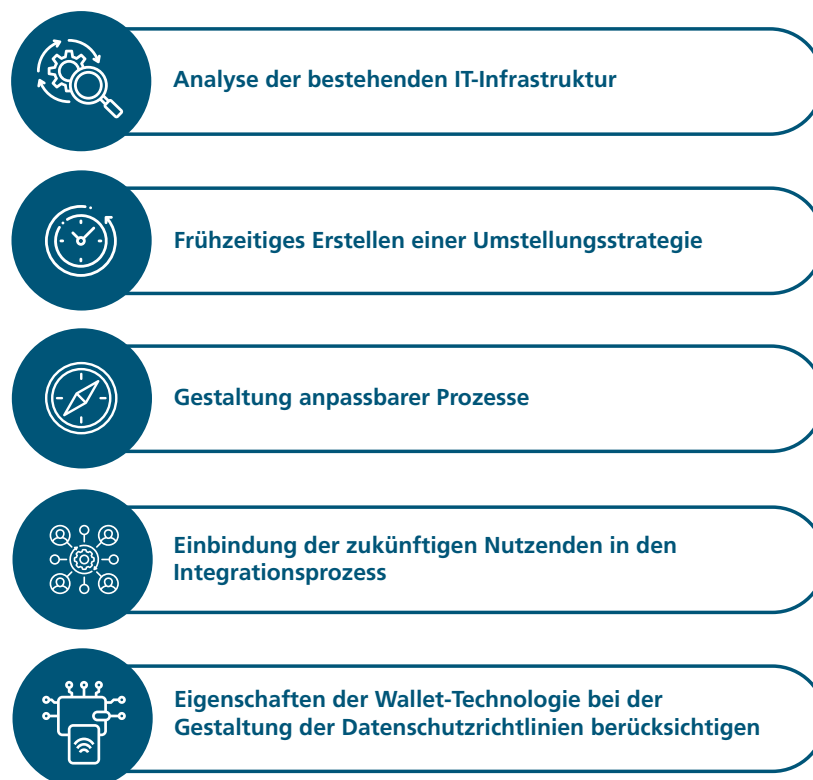 Analyse der bestehenden IT-Infrastruktur
Frühzeitiges Erstellen einer Umstellungsstrategie
Gestaltung anpassbarer Prozesse
Einbindung der zukünftigen Nutzenden in den
Integrationsprozess
Eigenschaften der Wallet-Technologie bei der
Gestaltung der Datenschutzrichtlinien berücksichtigen